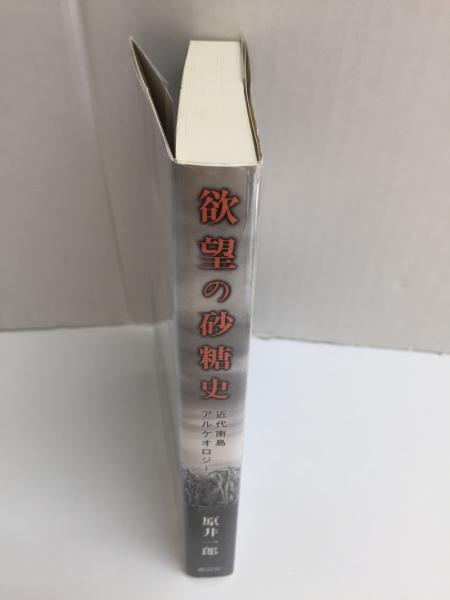 欲望の砂糖史
近代南島
アルケオロジー
原井一郎